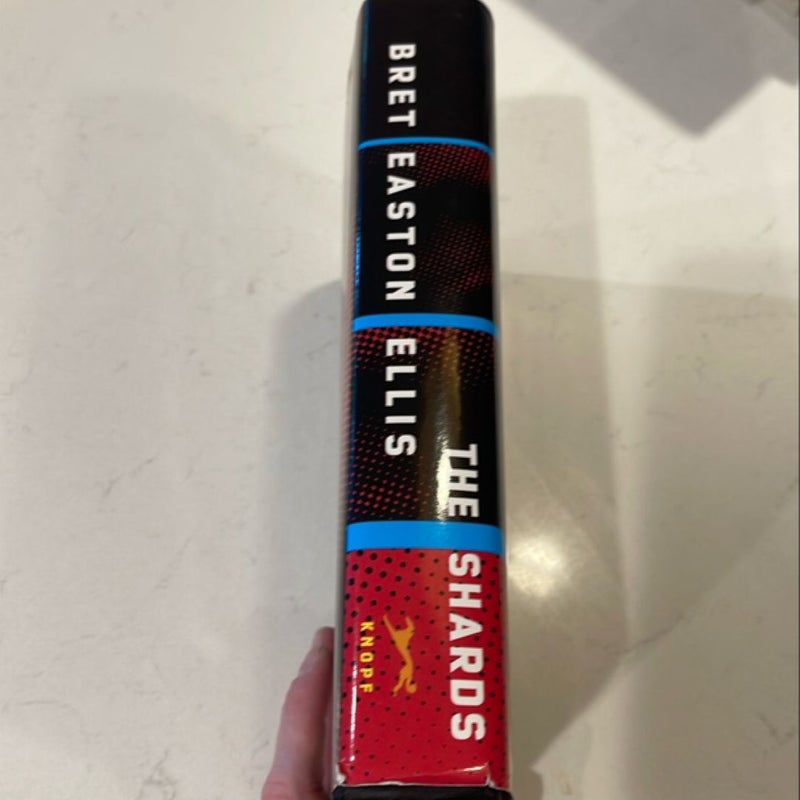 BRET EASTON ELLIS
THE SHARDS
KNOPF